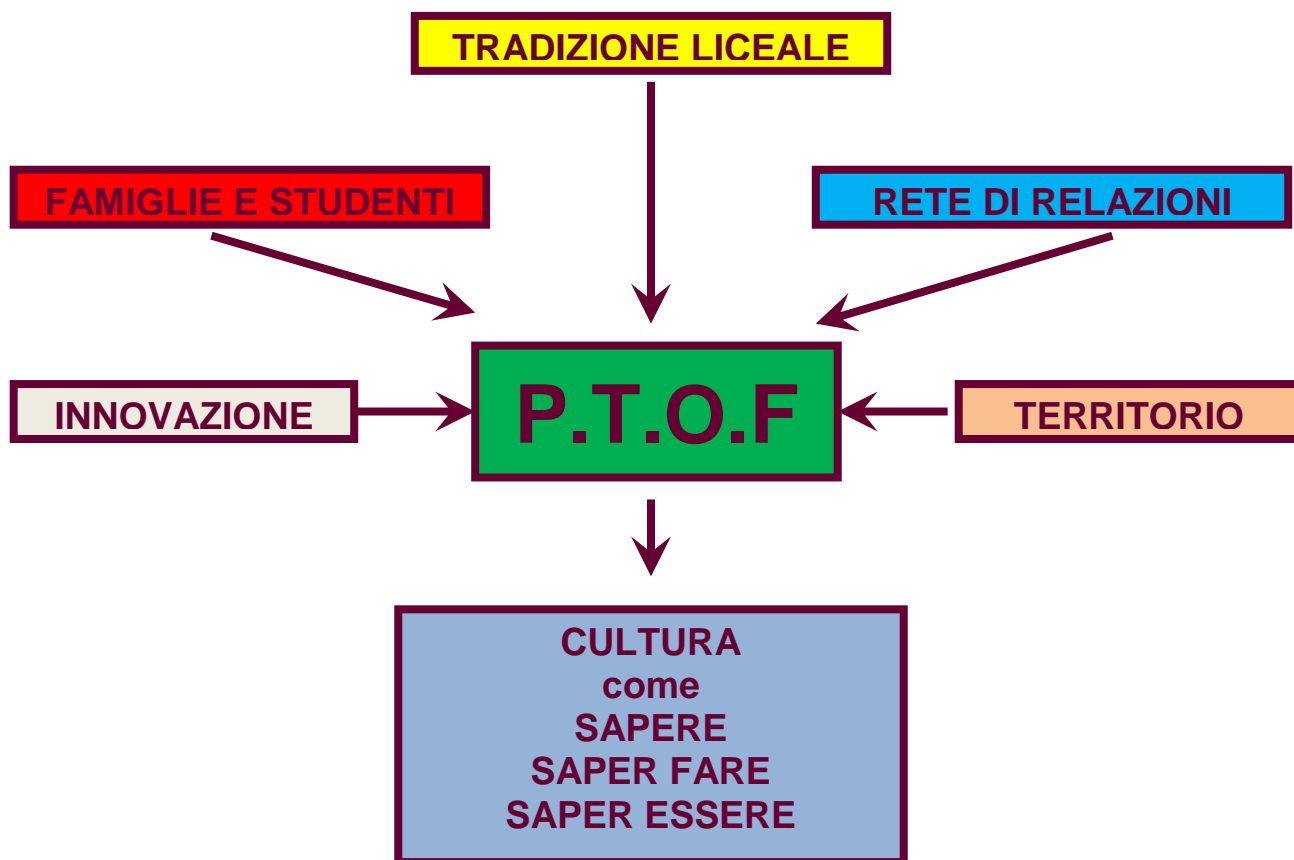 TRADIZIONE LICEALE
FAMIGLIE E STUDENTI
RETE DI RELAZIONI
INNOVAZIONE
P.T.O.F
TERRITORIO
CULTURA
come
SAPERE
SAPER FARE
SAPER ESSERE